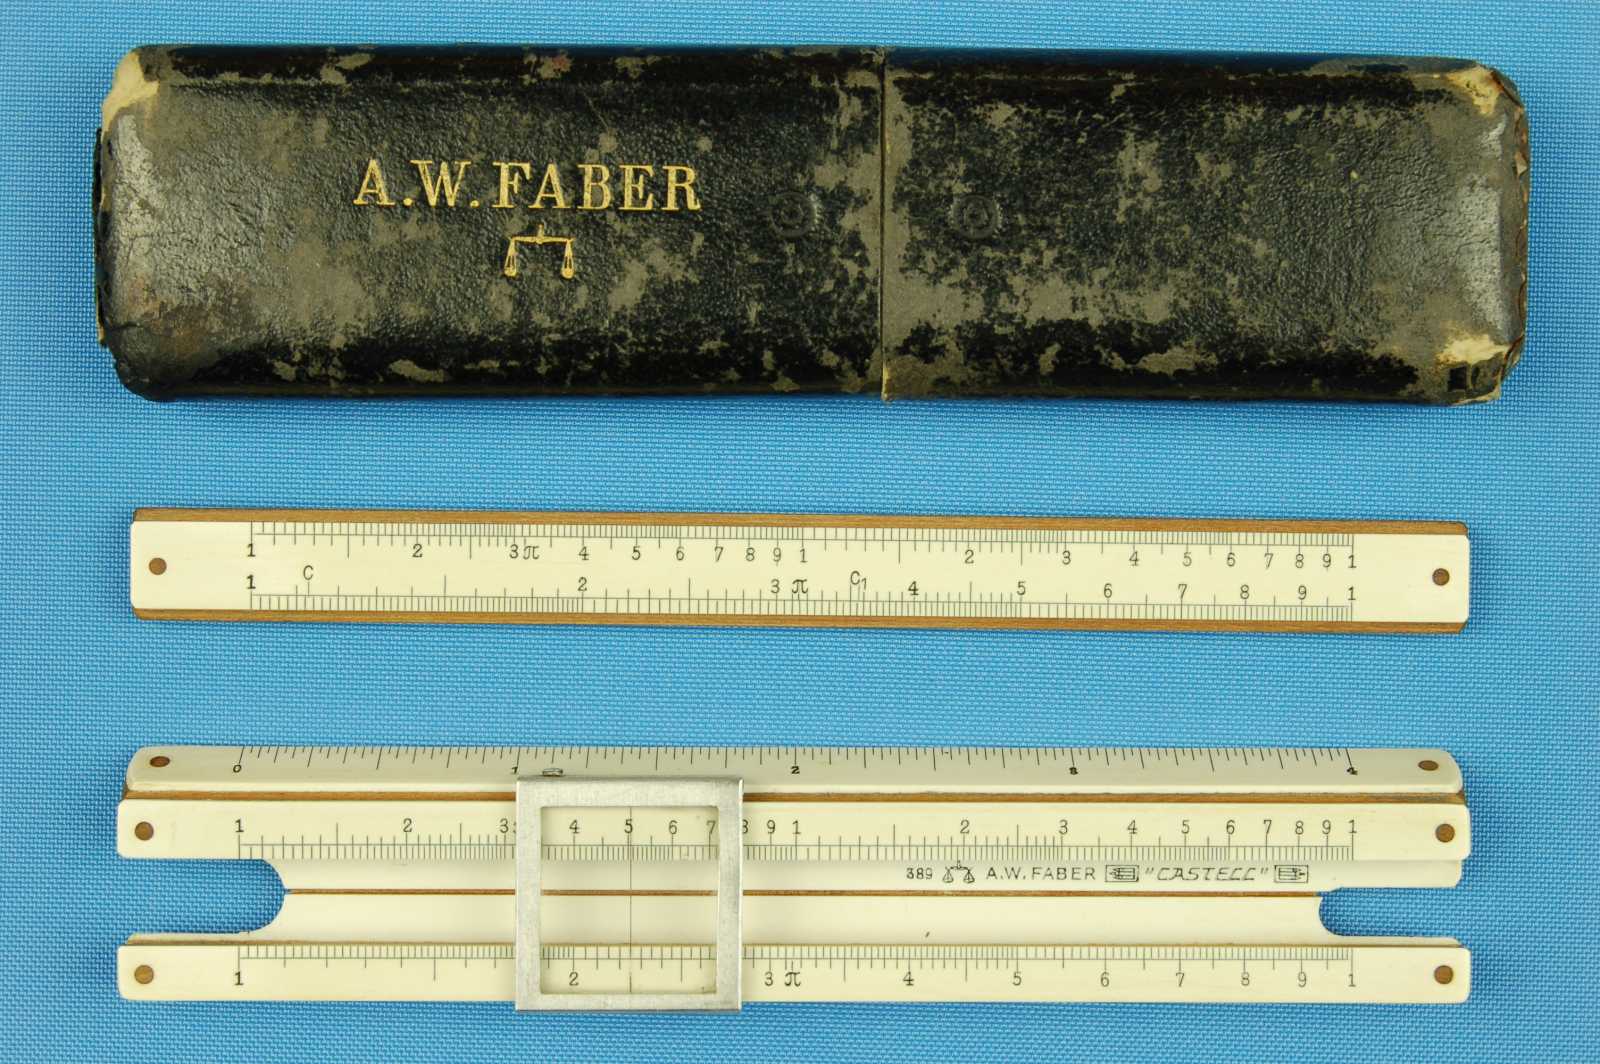 A.W. FABER
1 2 3 π 4 5 6 7 8 9 1 2 3 4 5 6 7 8 9 1
C C₁
1 2 3 π 4 5 6 7 8 9 1
0 1 2 3 4
1 2 3 4 5 6 7 8 9 1 2 3 4 5 6 7 8 9 1
389 A.W. FABER "CASTELL"
1 2 3 π 4 5 6 7 8 9 1